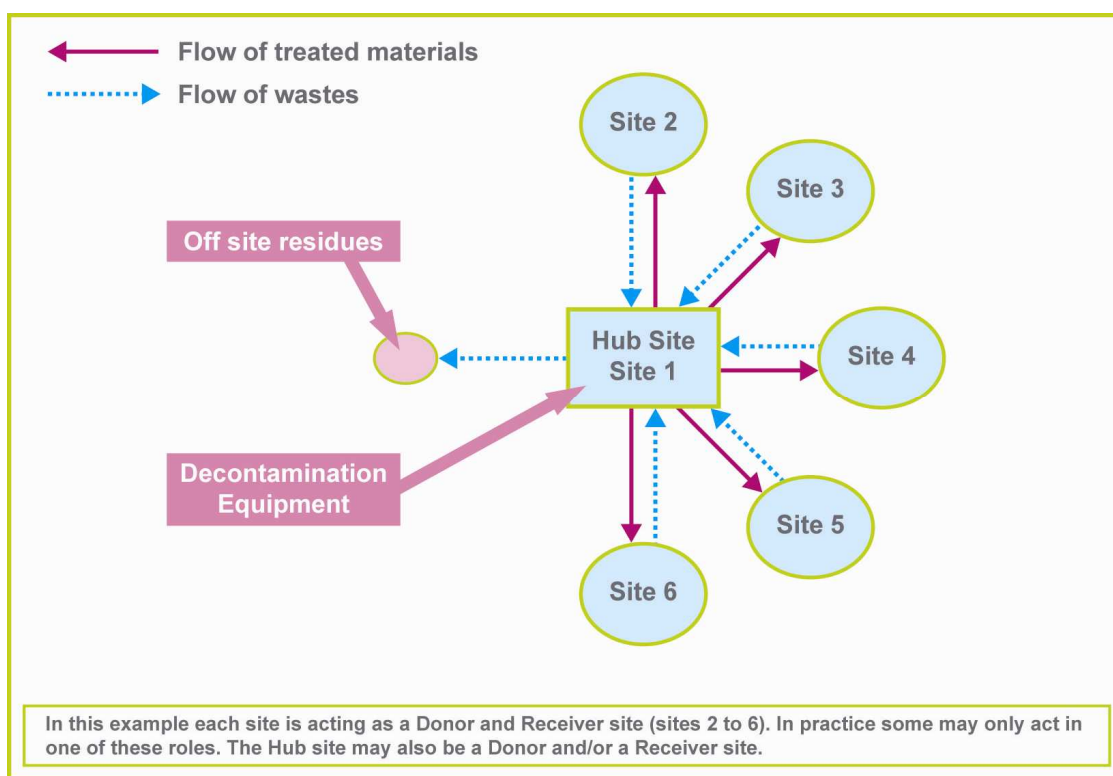 Flow of treated materials
Flow of wastes
Site 2
Site 3
Off site residues
Hub Site
Site 1
Site 4
Decontamination
Equipment
Site 5
Site 6
In this example each site is acting as a Donor and Receiver site (sites 2 to 6). In practice some may only act in
one of these roles. The Hub site may also be a Donor and/or a Receiver site.